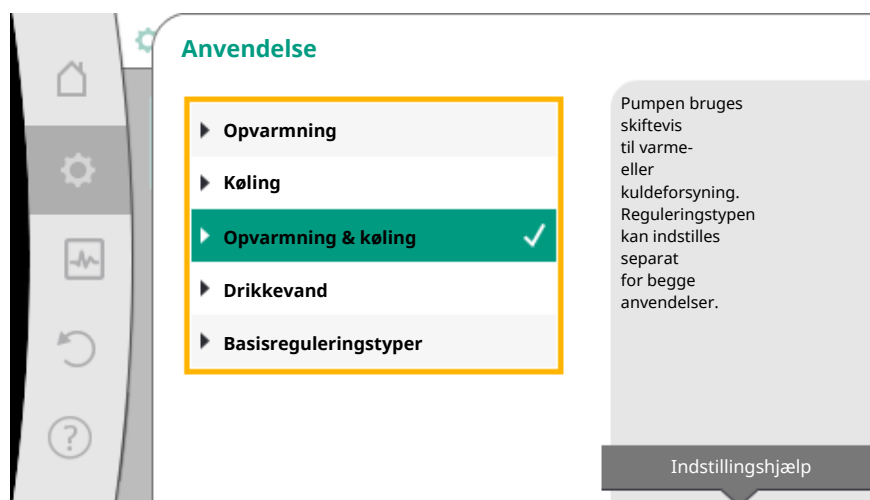 Anvendelse
Opvarmning
Køling
Opvarmning & køling
Drikkevand
Basisreguleringstyper
Pumpen bruges
skiftevis
til varme-
eller
kuldeforsyning.
Reguleringstypen
kan indstilles
separat
for begge
anvendelser.
Indstillingshjælp
?